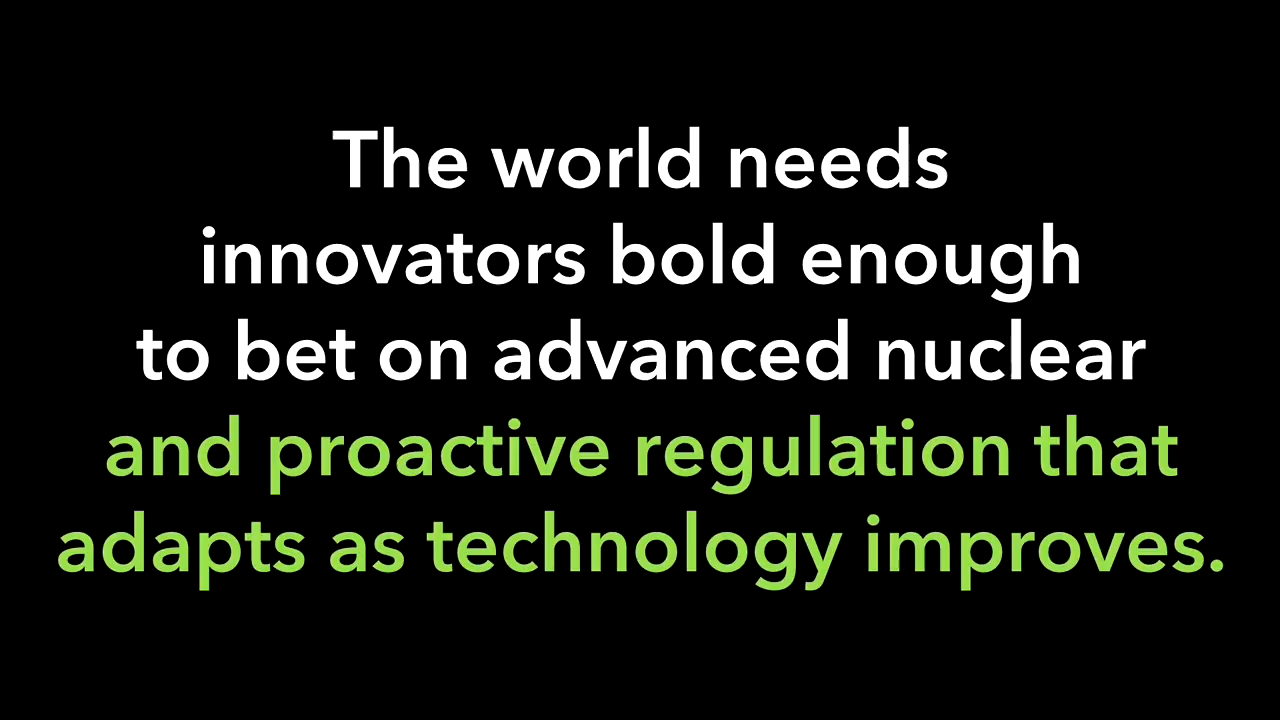 The world needs
innovators bold enough
to bet on advanced nuclear
and proactive regulation that
adapts as technology improves.